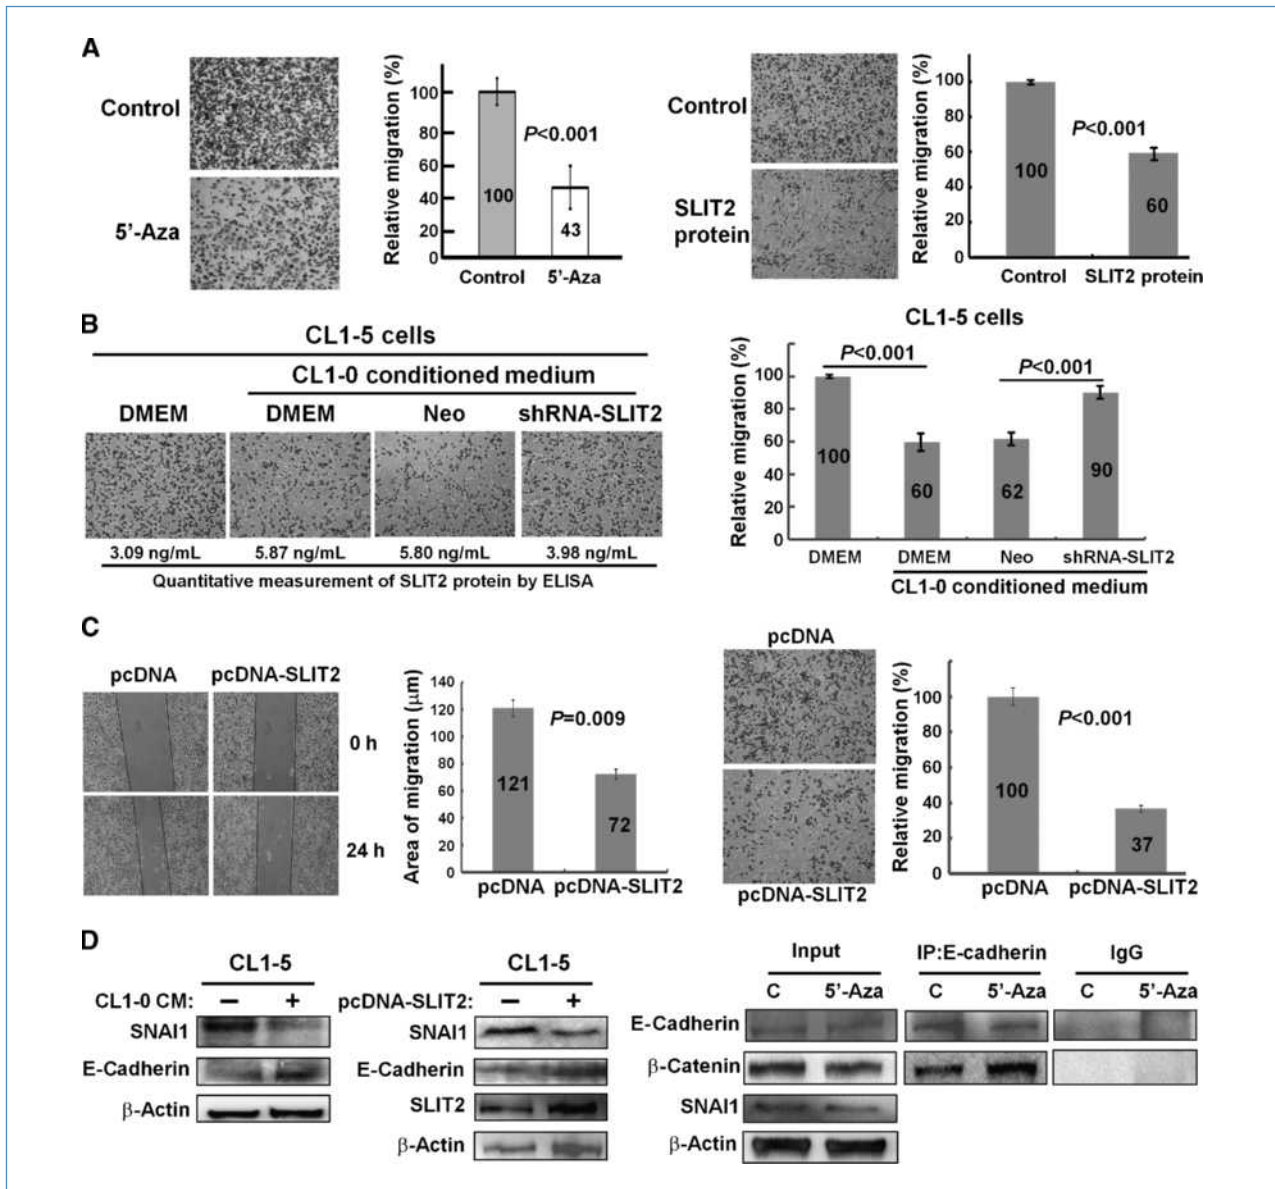 A
Control
5'-Aza
Relative migration (%)
100
80
60
40
20
0
P<0.001
100
43
Control 5'-Aza
Control
SLIT2
protein
Relative migration (%)
100
80
60
40
20
0
P<0.001
100
60
Control SLIT2 protein
B
CL1-5 cells
CL1-0 conditioned medium
DMEM DMEM Neo shRNA-SLIT2
3.09 ng/mL 5.87 ng/mL 5.80 ng/mL 3.98 ng/mL
Quantitative measurement of SLIT2 protein by ELISA
CL1-5 cells
Relative migration (%)
100
80
60
40
20
0
P<0.001
P<0.001
100
60
62
90
DMEM DMEM Neo shRNA-SLIT2
CL1-0 conditioned medium
C
pcDNA pcDNA-SLIT2
0 h
24 h
Area of migration (μm)
140
120
100
80
60
40
20
0
P=0.009
121
72
pcDNA pcDNA-SLIT2
pcDNA
pcDNA-SLIT2
Relative migration (%)
100
80
60
40
20
0
P<0.001
100
37
pcDNA pcDNA-SLIT2
D
CL1-5
CL1-0 CM: − +
SNAI1
E-Cadherin
β-Actin
CL1-5
pcDNA-SLIT2: − +
SNAI1
E-Cadherin
SLIT2
β-Actin
Input IP:E-cadherin IgG
C 5'-Aza C 5'-Aza C 5'-Aza
E-Cadherin
β-Catenin
SNAI1
β-Actin